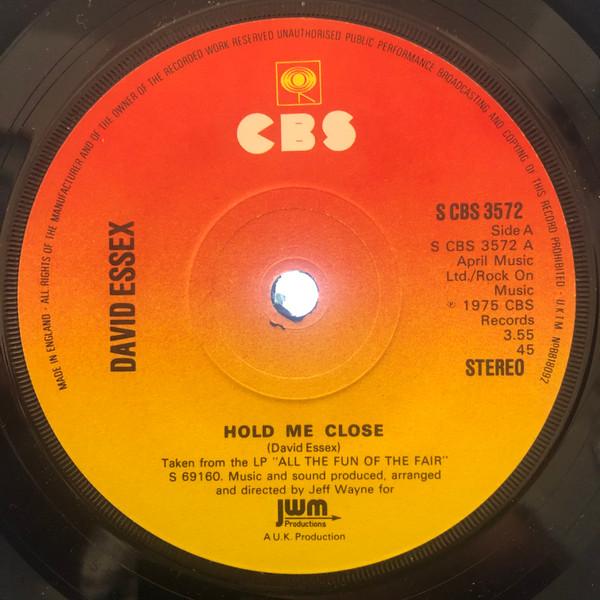 MADE IN ENGLAND · ALL RIGHTS OF THE MANUFACTURER AND OF THE OWNER OF THE RECORDED WORK RESERVED UNAUTHORISED PUBLIC PERFORMANCE BROADCASTING AND COPYING OF THIS RECORD PROHIBITED · U.K.T.M. Nº B818092
CBS
DAVID ESSEX
S CBS 3572
Side A
S CBS 3572 A
April Music
Ltd./Rock On
Music
℗ 1975 CBS
Records
3.55
45
STEREO
HOLD ME CLOSE
(David Essex)
Taken from the LP "ALL THE FUN OF THE FAIR"
S 69160. Music and sound produced, arranged
and directed by Jeff Wayne for
jwm
Productions
A U.K. Production